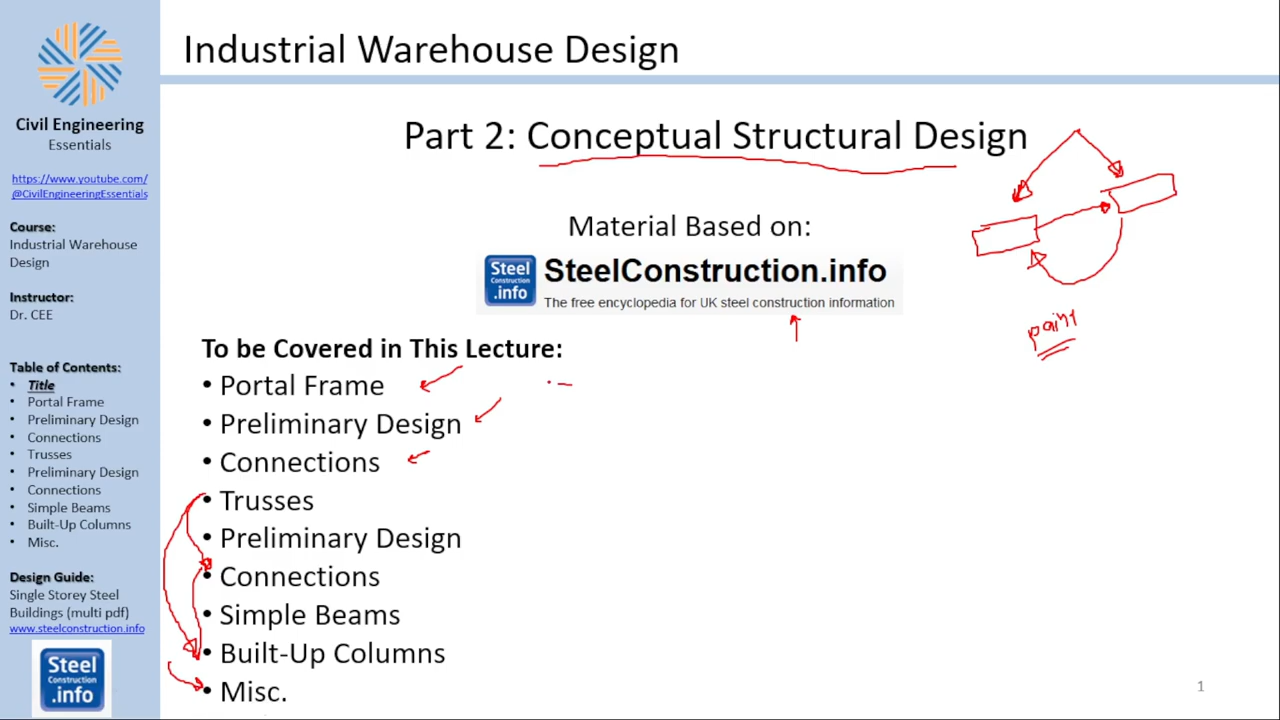 Civil Engineering
Essentials
https://www.youtube.com/
@CivilEngineeringEssentials
Course:
Industrial Warehouse
Design
Instructor:
Dr. CEE
Table of Contents:
• Title
• Portal Frame
• Preliminary Design
• Connections
• Trusses
• Preliminary Design
• Connections
• Simple Beams
• Built-Up Columns
• Misc.
Design Guide:
Single Storey Steel
Buildings (multi pdf)
www.steelconstruction.info
Steel
Construction
.info
Industrial Warehouse Design
Part 2: Conceptual Structural Design
Material Based on:
Steel
Construction
.info
SteelConstruction.info
The free encyclopedia for UK steel construction information
paint
To be Covered in This Lecture:
• Portal Frame
• Preliminary Design
• Connections
• Trusses
• Preliminary Design
• Connections
• Simple Beams
• Built-Up Columns
• Misc.
1